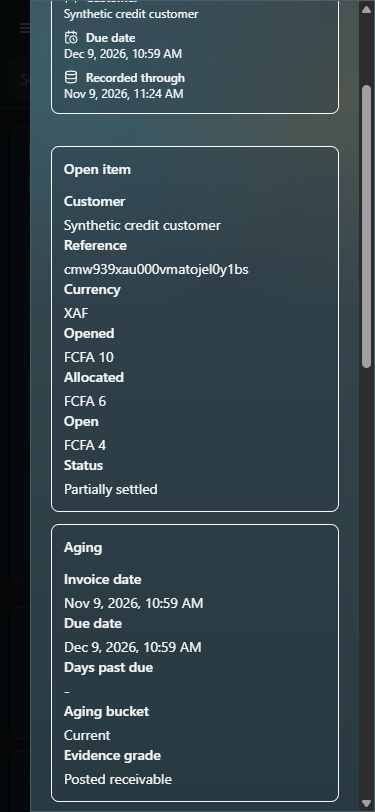 Synthetic credit customer
Due date
Dec 9, 2026, 10:59 AM
Recorded through
Nov 9, 2026, 11:24 AM
Open item
Customer
Synthetic credit customer
Reference
cmw939xau000vmatojel0y1bs
Currency
XAF
Opened
FCFA 10
Allocated
FCFA 6
Open
FCFA 4
Status
Partially settled
Aging
Invoice date
Nov 9, 2026, 10:59 AM
Due date
Dec 9, 2026, 10:59 AM
Days past due
-
Aging bucket
Current
Evidence grade
Posted receivable